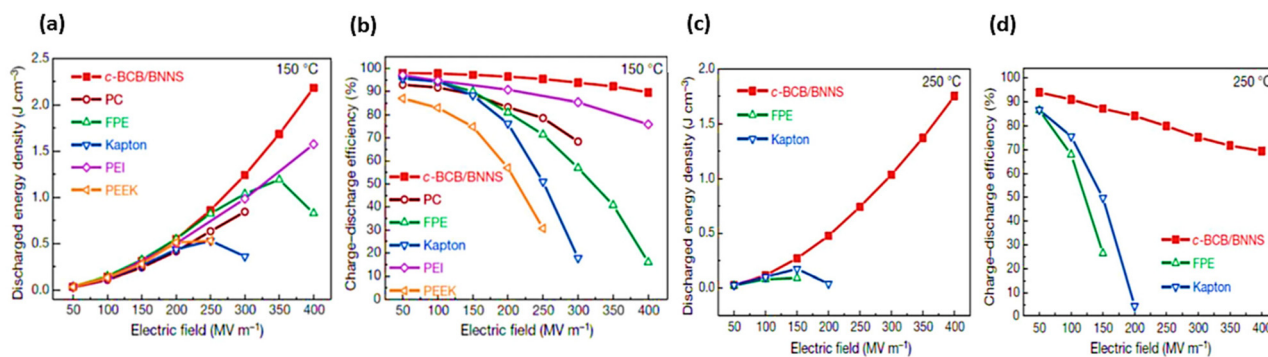 (a)
150 °C
Discharged energy density (J cm⁻³)
2.5
2.0
1.5
1.0
0.5
0.0
c-BCB/BNNS
PC
FPE
Kapton
PEI
PEEK
50 100 150 200 250 300 350 400
Electric field (MV m⁻¹)
(b)
150 °C
Charge–discharge efficiency (%)
100
90
80
70
60
50
40
30
20
10
0
c-BCB/BNNS
PC
FPE
Kapton
PEI
PEEK
50 100 150 200 250 300 350 400
Electric field (MV m⁻¹)
(c)
250 °C
Discharged energy density (J cm⁻³)
2.0
1.5
1.0
0.5
0.0
c-BCB/BNNS
FPE
Kapton
50 100 150 200 250 300 350 400
Electric field (MV m⁻¹)
(d)
250 °C
Charge–discharge efficiency (%)
100
90
80
70
60
50
40
30
20
10
0
c-BCB/BNNS
FPE
Kapton
50 100 150 200 250 300 350 400
Electric field (MV m⁻¹)